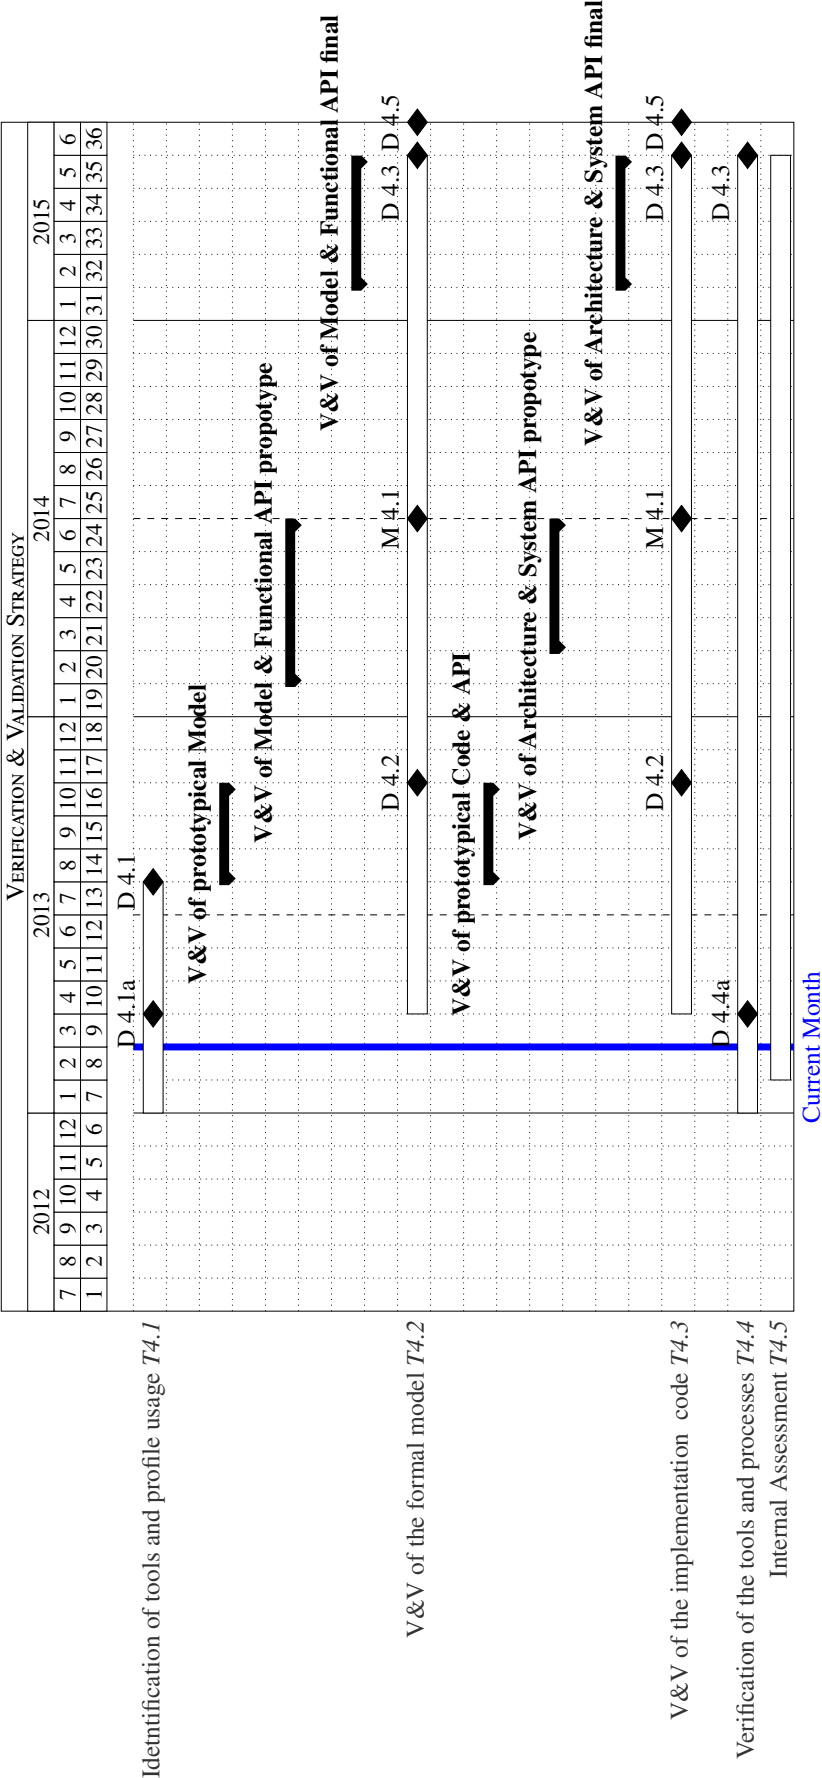 VERIFICATION & VALIDATION STRATEGY
2012 2013 2014 2015
7 8 9 10 11 12 1 2 3 4 5 6 7 8 9 10 11 12 1 2 3 4 5 6 7 8 9 10 11 12 1 2 3 4 5 6
1 2 3 4 5 6 7 8 9 10 11 12 13 14 15 16 17 18 19 20 21 22 23 24 25 26 27 28 29 30 31 32 33 34 35 36
D 4.1a D 4.1
Idetntification of tools and profile usage T4.1
V&V of prototypical Model
V&V of Model & Functional API propotype
V&V of Model & Functional API final
D 4.2 M 4.1 D 4.3 D 4.5
V&V of the formal model T4.2
V&V of prototypical Code & API
V&V of Architecture & System API propotype
V&V of Architecture & System API final
D 4.2 M 4.1 D 4.3 D 4.5
V&V of the implementation code T4.3
D 4.4a D 4.3
Verification of the tools and processes T4.4
Internal Assessment T4.5
Current Month